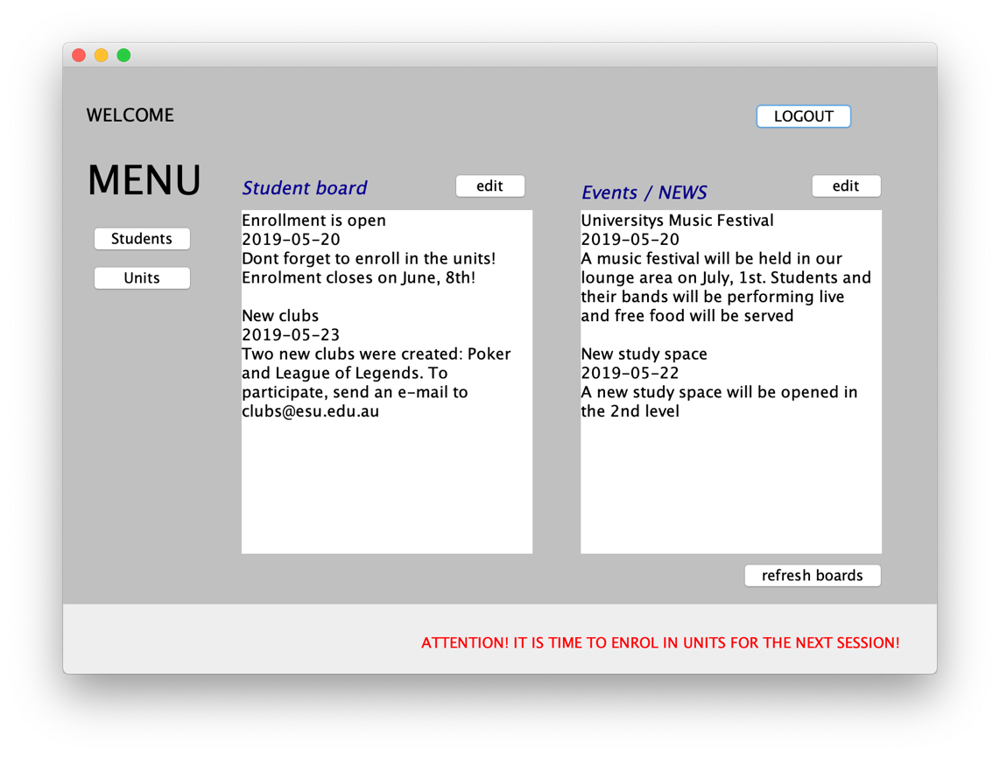 WELCOME
LOGOUT
MENU
Students
Units
Student board
edit
Enrollment is open
2019-05-20
Dont forget to enroll in the units!
Enrolment closes on June, 8th!
New clubs
2019-05-23
Two new clubs were created: Poker
and League of Legends. To
participate, send an e-mail to
clubs@esu.edu.au
Events / NEWS
edit
Universitys Music Festival
2019-05-20
A music festival will be held in our
lounge area on July, 1st. Students and
their bands will be performing live
and free food will be served
New study space
2019-05-22
A new study space will be opened in
the 2nd level
refresh boards
ATTENTION! IT IS TIME TO ENROL IN UNITS FOR THE NEXT SESSION!